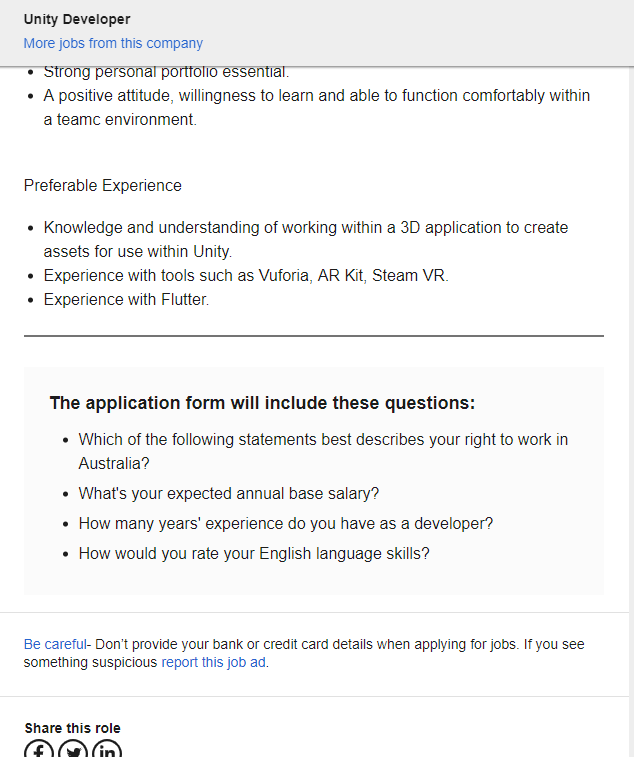 Unity Developer
More jobs from this company
Strong personal portfolio essential.
A positive attitude, willingness to learn and able to function comfortably within
a teamc environment.
Preferable Experience
Knowledge and understanding of working within a 3D application to create
assets for use within Unity.
Experience with tools such as Vuforia, AR Kit, Steam VR.
Experience with Flutter.
The application form will include these questions:
Which of the following statements best describes your right to work in
Australia?
What's your expected annual base salary?
How many years' experience do you have as a developer?
How would you rate your English language skills?
Be careful- Don’t provide your bank or credit card details when applying for jobs. If you see
something suspicious report this job ad.
Share this role